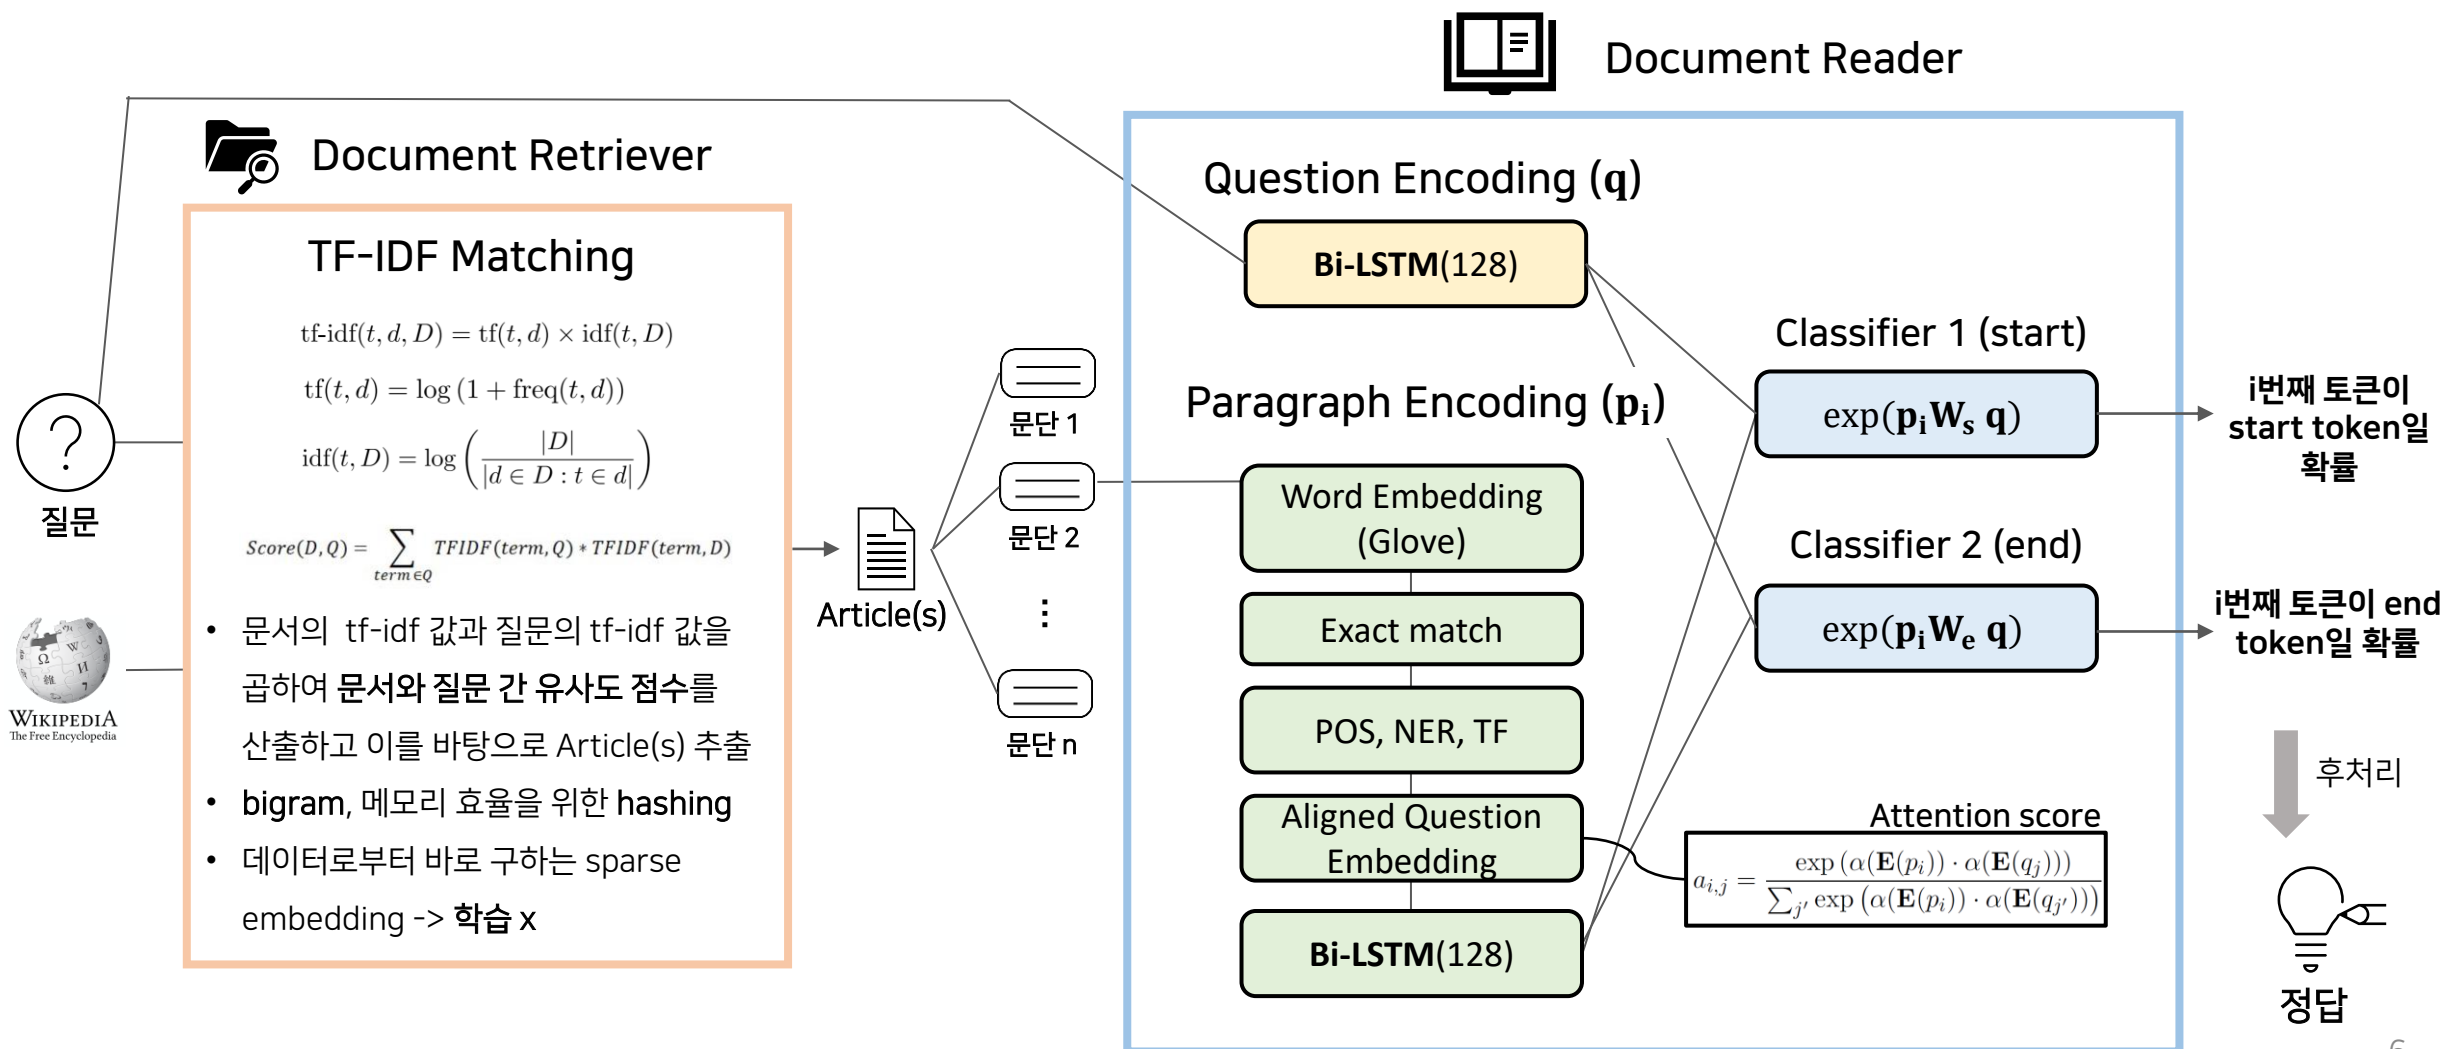 Document Reader
Document Retriever
TF-IDF Matching
tf-idf(t, d, D) = tf(t, d) × idf(t, D)
tf(t, d) = log (1 + freq(t, d))
idf(t, D) = log ( |D| / |d ∈ D : t ∈ d| )
Score(D, Q) = ∑ term∈Q TFIDF(term, Q) * TFIDF(term, D)
• 문서의 tf-idf 값과 질문의 tf-idf 값을
곱하여 문서와 질문 간 유사도 점수를
산출하고 이를 바탕으로 Article(s) 추출
• bigram, 메모리 효율을 위한 hashing
• 데이터로부터 바로 구하는 sparse
embedding -> 학습 x
?
질문
Ω
W
И
維
WIKIPEDIA
The Free Encyclopedia
Article(s)
문단 1
문단 2
⋮
문단 n
Question Encoding (q)
Bi-LSTM(128)
Paragraph Encoding (pi)
Word Embedding
(Glove)
Exact match
POS, NER, TF
Aligned Question
Embedding
Bi-LSTM(128)
Classifier 1 (start)
exp(piWs q)
Classifier 2 (end)
exp(piWe q)
Attention score
ai,j = exp (α(E(pi)) · α(E(qj))) / ∑j′ exp (α(E(pi)) · α(E(qj′)))
i번째 토큰이
start token일
확률
i번째 토큰이 end
token일 확률
후처리
정답